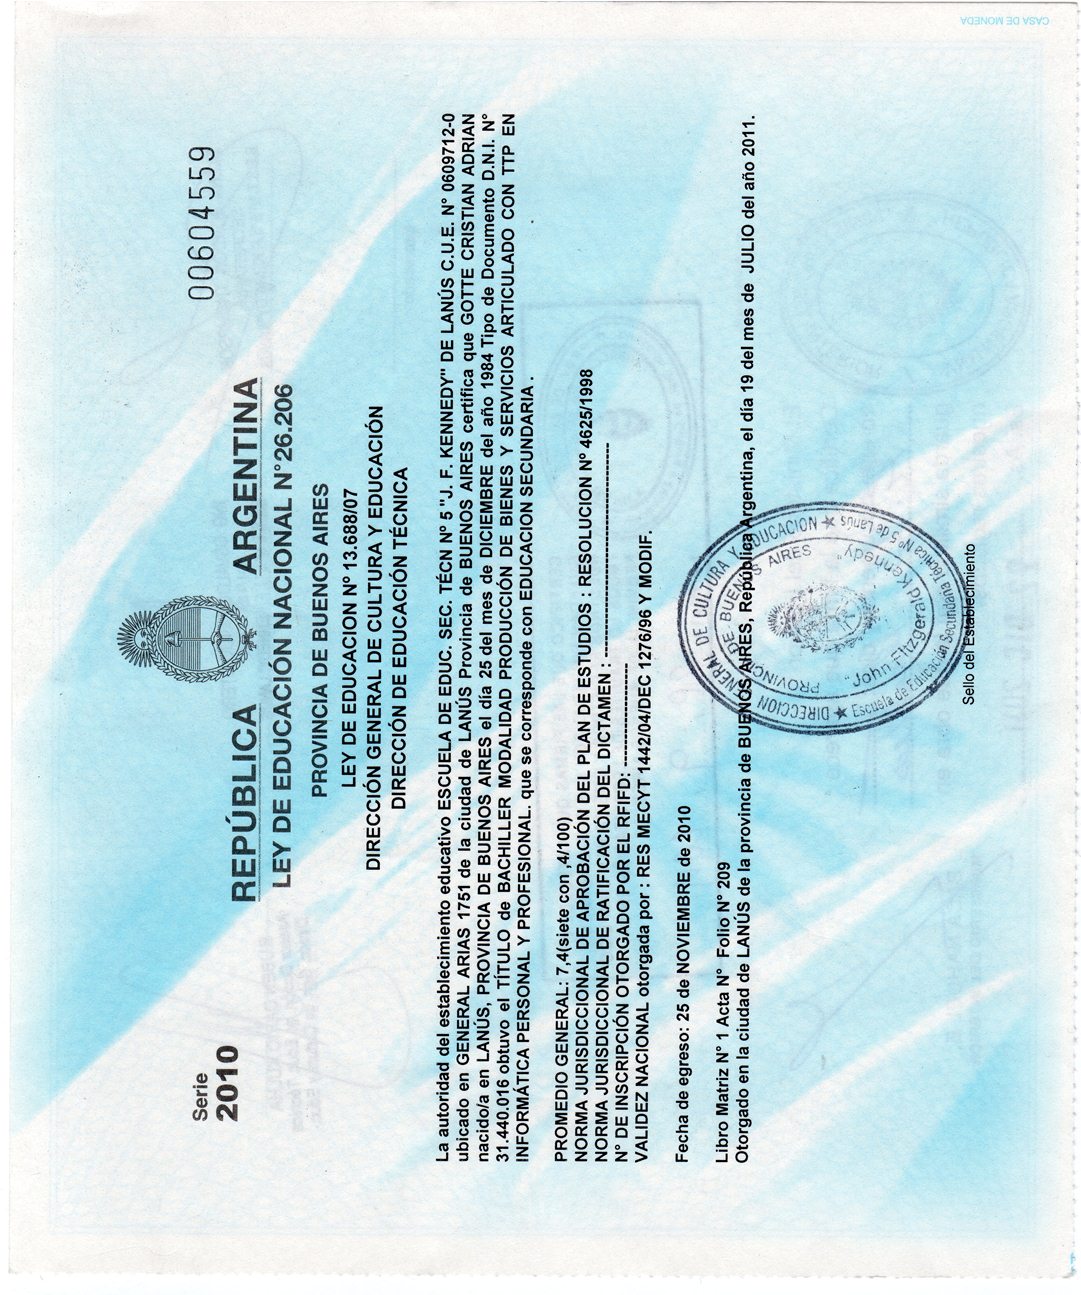 Serie
2010
00604559
REPÚBLICA ARGENTINA
LEY DE EDUCACIÓN NACIONAL N°26.206
PROVINCIA DE BUENOS AIRES
LEY DE EDUCACION Nº 13.688/07
DIRECCIÓN GENERAL DE CULTURA Y EDUCACIÓN
DIRECCIÓN DE EDUCACIÓN TÉCNICA
La autoridad del establecimiento educativo ESCUELA DE EDUC. SEC. TÉCN Nº 5 "J. F. KENNEDY" DE LANÚS C.U.E. N° 0609712-0
ubicado en GENERAL ARIAS 1751 de la ciudad de LANÚS Provincia de BUENOS AIRES certifica que GOTTE CRISTIAN ADRIAN
nacido/a en LANÚS, PROVINCIA DE BUENOS AIRES el día 25 del mes de DICIEMBRE del año 1984 Tipo de Documento D.N.I. N°
31.440.016 obtuvo el TÍTULO de BACHILLER MODALIDAD PRODUCCIÓN DE BIENES Y SERVICIOS ARTICULADO CON TTP EN
INFORMÁTICA PERSONAL Y PROFESIONAL. que se corresponde con EDUCACION SECUNDARIA .
PROMEDIO GENERAL: 7,4(siete con ,4/100)
NORMA JURISDICCIONAL DE APROBACIÓN DEL PLAN DE ESTUDIOS : RESOLUCION Nº 4625/1998
NORMA JURISDICCIONAL DE RATIFICACIÓN DEL DICTAMEN : ---------------------------------------
N° DE INSCRIPCIÓN OTORGADO POR EL RFIFD: -------------------
VALIDEZ NACIONAL otorgada por : RES MECYT 1442/04/DEC 1276/96 Y MODIF.
Fecha de egreso: 25 de NOVIEMBRE de 2010
Libro Matriz N° 1 Acta N° Folio N° 209
Otorgado en la ciudad de LANÚS de la provincia de BUENOS AIRES, República Argentina, el día 19 del mes de JULIO del año 2011.
DIRECCION GENERAL DE CULTURA Y EDUCACION
PROVINCIA DE BUENOS AIRES
"John Fitzgerald Kennedy"
Escuela de Educación Secundaria Técnica Nº 5 de Lanús
Sello del Establecimiento
CASA DE MONEDA